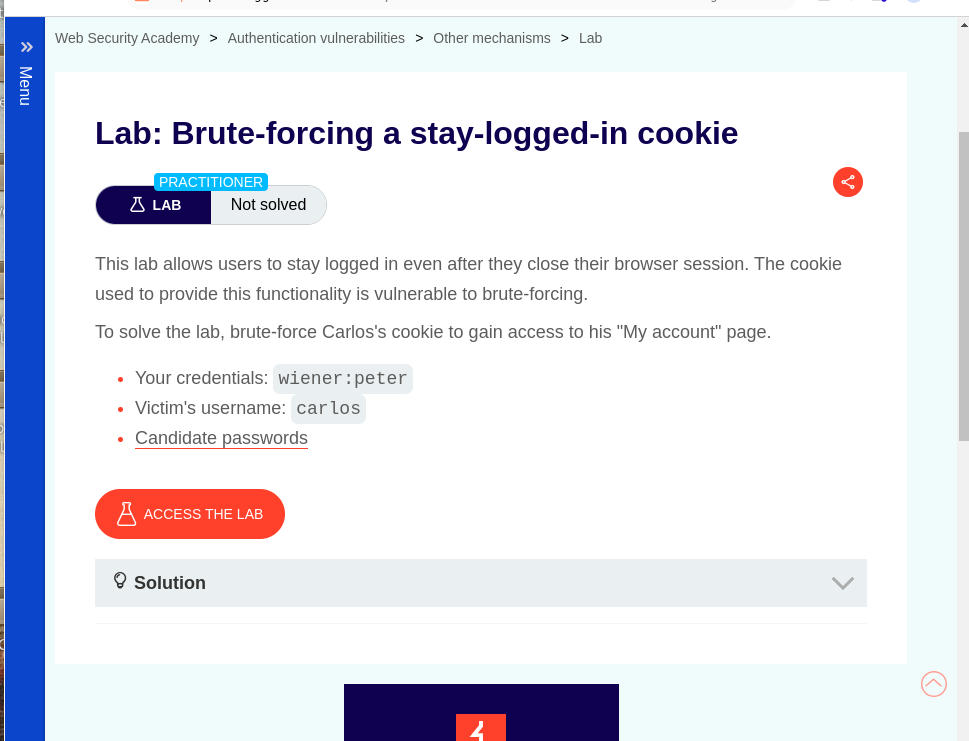 Web Security Academy > Authentication vulnerabilities > Other mechanisms > Lab
Menu
Lab: Brute-forcing a stay-logged-in cookie
PRACTITIONER
LAB Not solved
This lab allows users to stay logged in even after they close their browser session. The cookie
used to provide this functionality is vulnerable to brute-forcing.
To solve the lab, brute-force Carlos's cookie to gain access to his "My account" page.
Your credentials: wiener:peter
Victim's username: carlos
Candidate passwords
ACCESS THE LAB
Solution